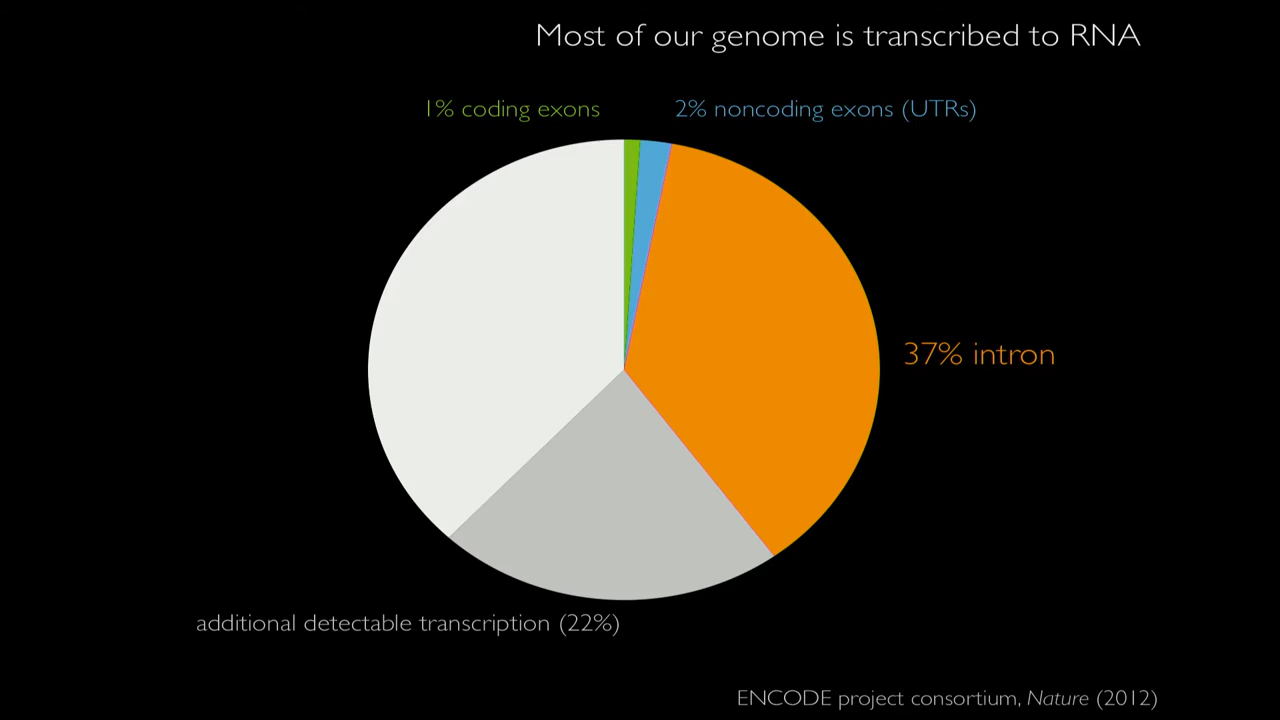 Most of our genome is transcribed to RNA
1% coding exons
2% noncoding exons (UTRs)
37% intron
additional detectable transcription (22%)
ENCODE project consortium, Nature (2012)